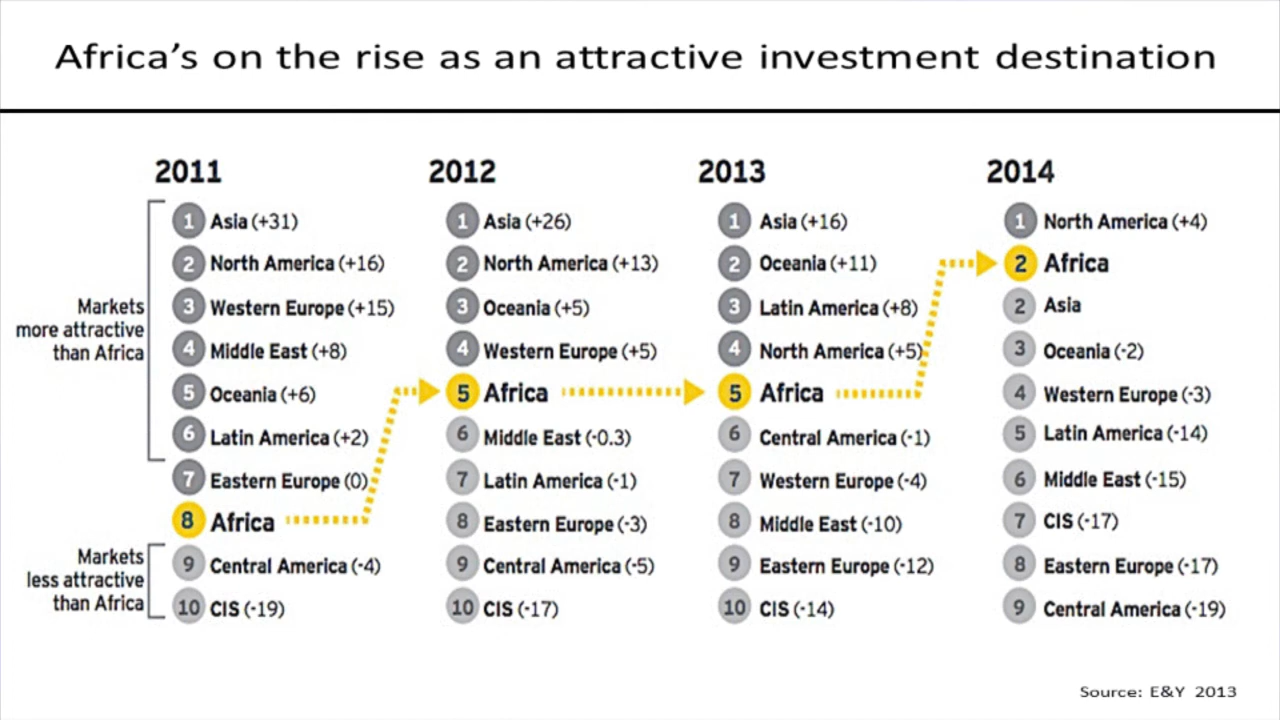 Africa's on the rise as an attractive investment destination
2011
Markets
more attractive
than Africa
1 Asia (+31)
2 North America (+16)
3 Western Europe (+15)
4 Middle East (+8)
5 Oceania (+6)
6 Latin America (+2)
7 Eastern Europe (0)
8 Africa
Markets
less attractive
than Africa
9 Central America (-4)
10 CIS (-19)
2012
1 Asia (+26)
2 North America (+13)
3 Oceania (+5)
4 Western Europe (+5)
5 Africa
6 Middle East (-0.3)
7 Latin America (-1)
8 Eastern Europe (-3)
9 Central America (-5)
10 CIS (-17)
2013
1 Asia (+16)
2 Oceania (+11)
3 Latin America (+8)
4 North America (+5)
5 Africa
6 Central America (-1)
7 Western Europe (-4)
8 Middle East (-10)
9 Eastern Europe (-12)
10 CIS (-14)
2014
1 North America (+4)
2 Africa
2 Asia
3 Oceania (-2)
4 Western Europe (-3)
5 Latin America (-14)
6 Middle East (-15)
7 CIS (-17)
8 Eastern Europe (-17)
9 Central America (-19)
Source: E&Y 2013